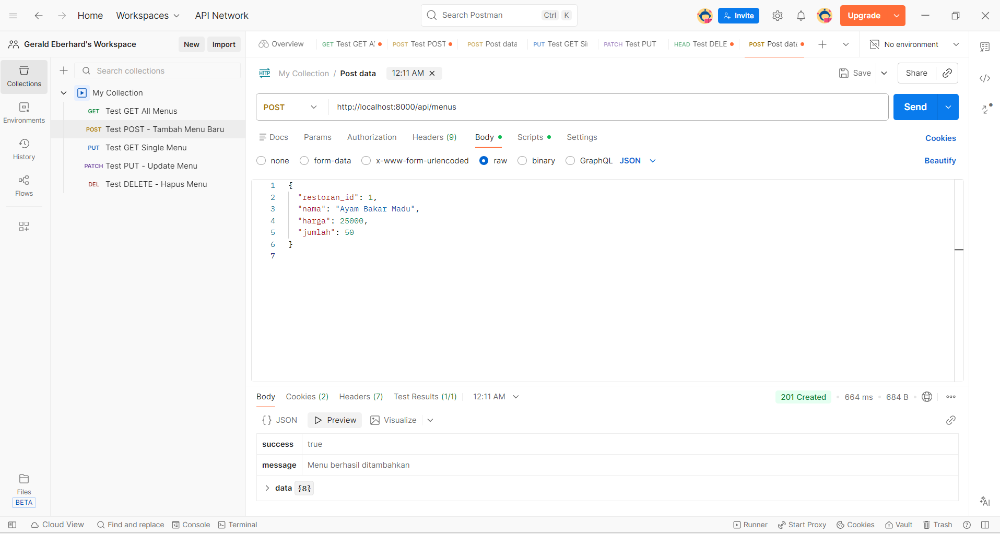 Home Workspaces API Network Search Postman Ctrl K Invite Upgrade
Gerald Eberhard's Workspace New Import Overview GET Test GET A POST Test POST POST Post data PUT Test GET Si PATCH Test PUT HEAD Test DELE POST Post data No environment
Collections
Environments
History
Flows
Files
BETA
Search collections
My Collection
GET Test GET All Menus
POST Test POST - Tambah Menu Baru
PUT Test GET Single Menu
PATCH Test PUT - Update Menu
DEL Test DELETE - Hapus Menu
HTTP My Collection / Post data 12:11 AM Save Share
POST http://localhost:8000/api/menus Send
Docs Params Authorization Headers (9) Body Scripts Settings Cookies
none form-data x-www-form-urlencoded raw binary GraphQL JSON Beautify
1 {
2 "restoran_id": 1,
3 "nama": "Ayam Bakar Madu",
4 "harga": 25000,
5 "jumlah": 50
6 }
7
Body Cookies (2) Headers (7) Test Results (1/1) 12:11 AM 201 Created 664 ms 684 B
{} JSON Preview Visualize
success true
message Menu berhasil ditambahkan
data {8}
AI
Cloud View Find and replace Console Terminal Runner Start Proxy Cookies Vault Trash